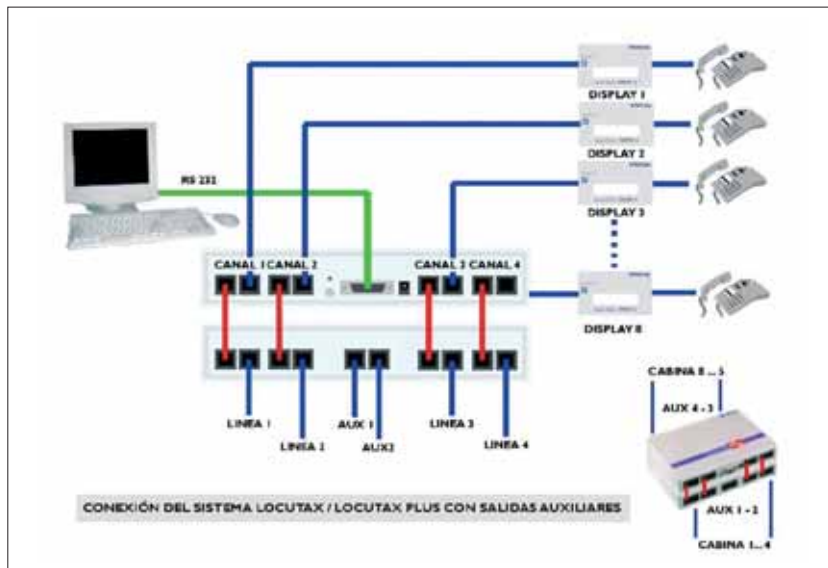 DISPLAY 1
DISPLAY 2
RS 232
DISPLAY 3
CANAL 1 CANAL 2 CANAL 3 CANAL 4
DISPLAY 8
CABINA 8 ... 5
AUX 4 - 3
LINEA 1
LINEA 2
AUX 1
AUX2
LINEA 3
LINEA 4
CONEXIÓN DEL SISTEMA LOCUTAX / LOCUTAX PLUS CON SALIDAS AUXILIARES
AUX 1 - 2
CABINA 1... 4